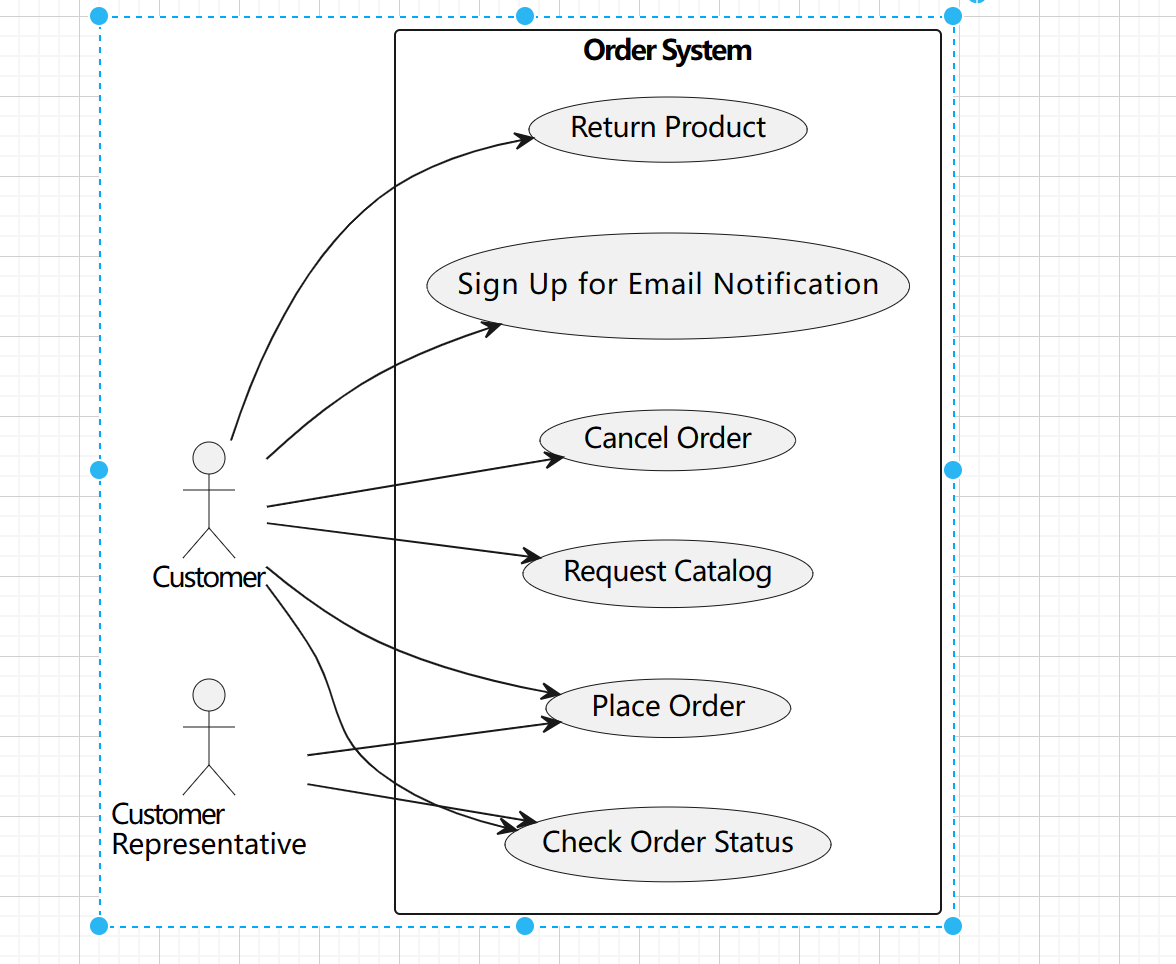 Order System
Return Product
Sign Up for Email Notification
Cancel Order
Request Catalog
Customer
Place Order
Customer
Representative
Check Order Status